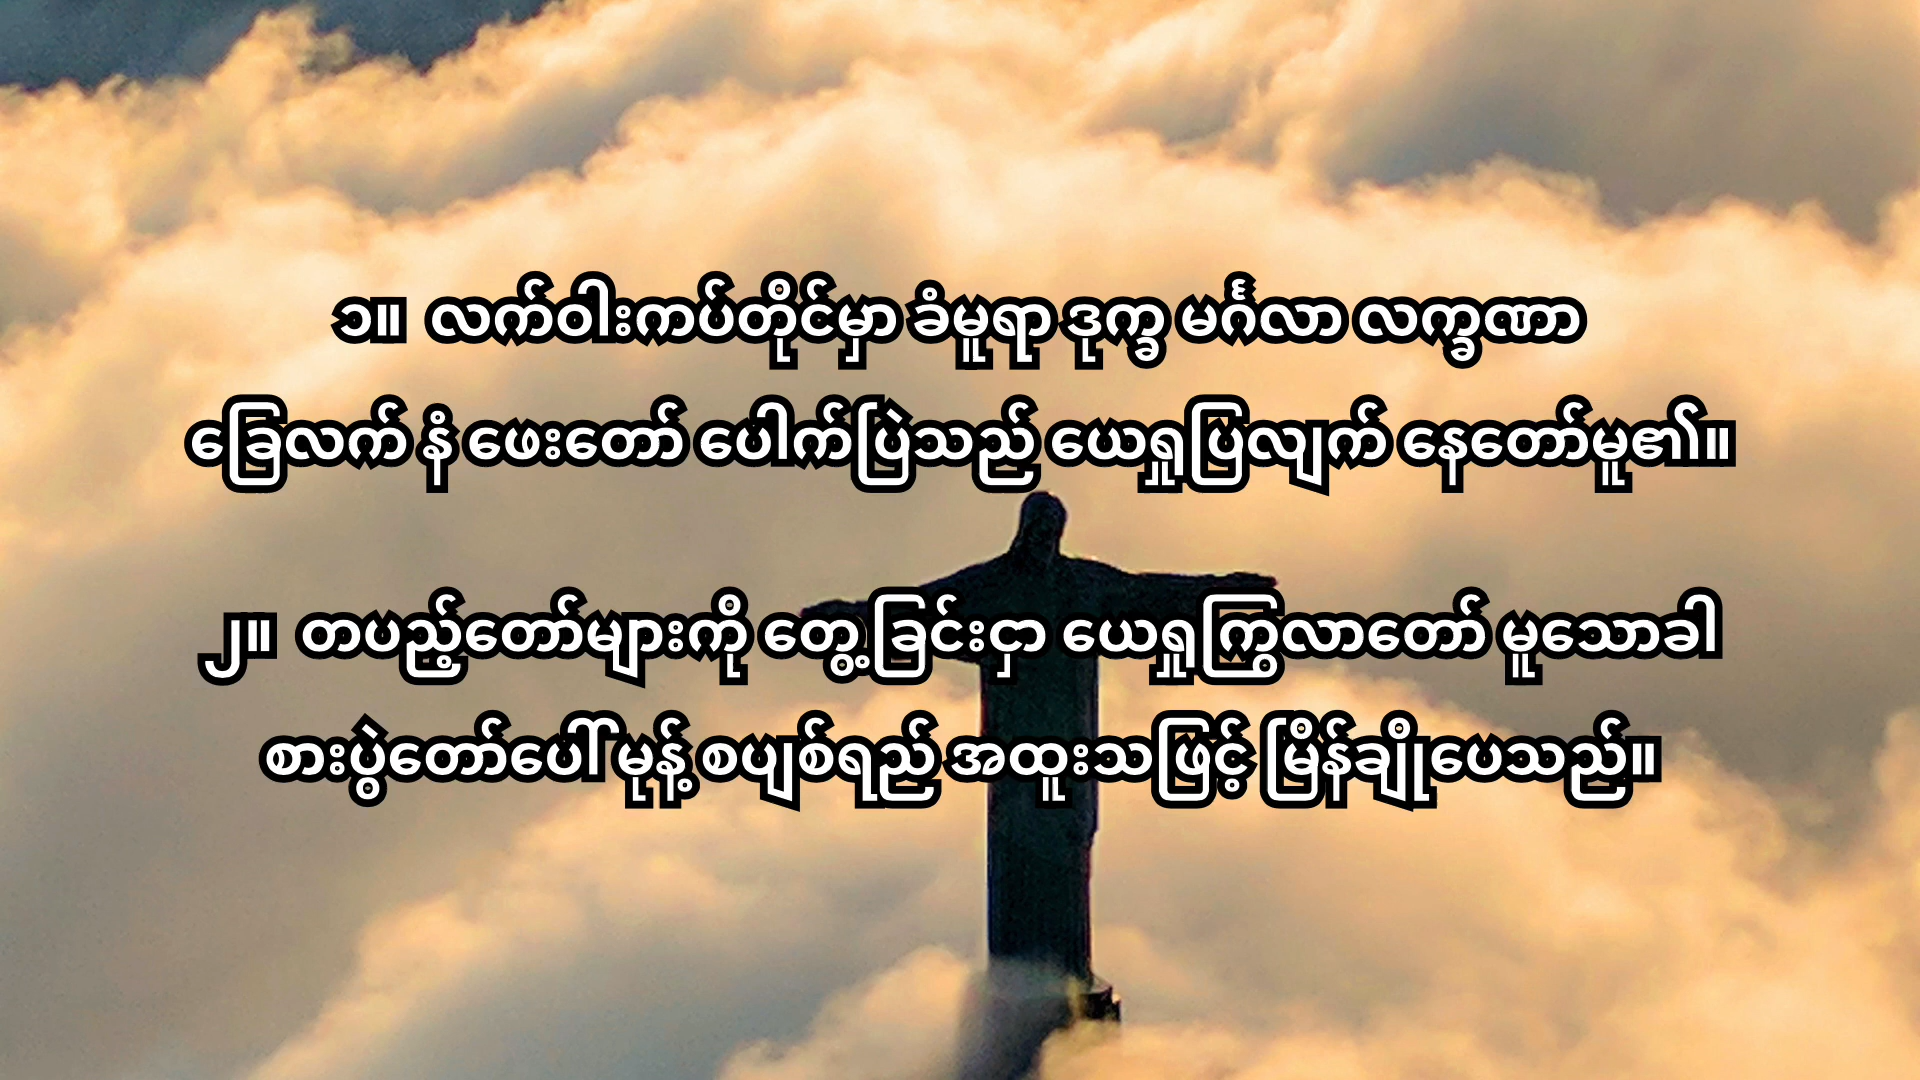 ၁။ လက်ဝါးကပ်တိုင်မှာ ခံမူရာ ဒုက္ခ မင်္ဂလာ လက္ခဏာ
ခြေလက် နံ ဖေးတော် ပေါက်ပြဲသည် ယေရှုပြလျက် နေတော်မူ၏။
၂။ တပည့်တော်များကို တွေ့ခြင်းငှာ ယေရှုကြွလာတော် မူသောခါ
စားပွဲတော်ပေါ် မုန့် စပျစ်ရည် အထူးသဖြင့် မြိန်ချိုပေသည်။